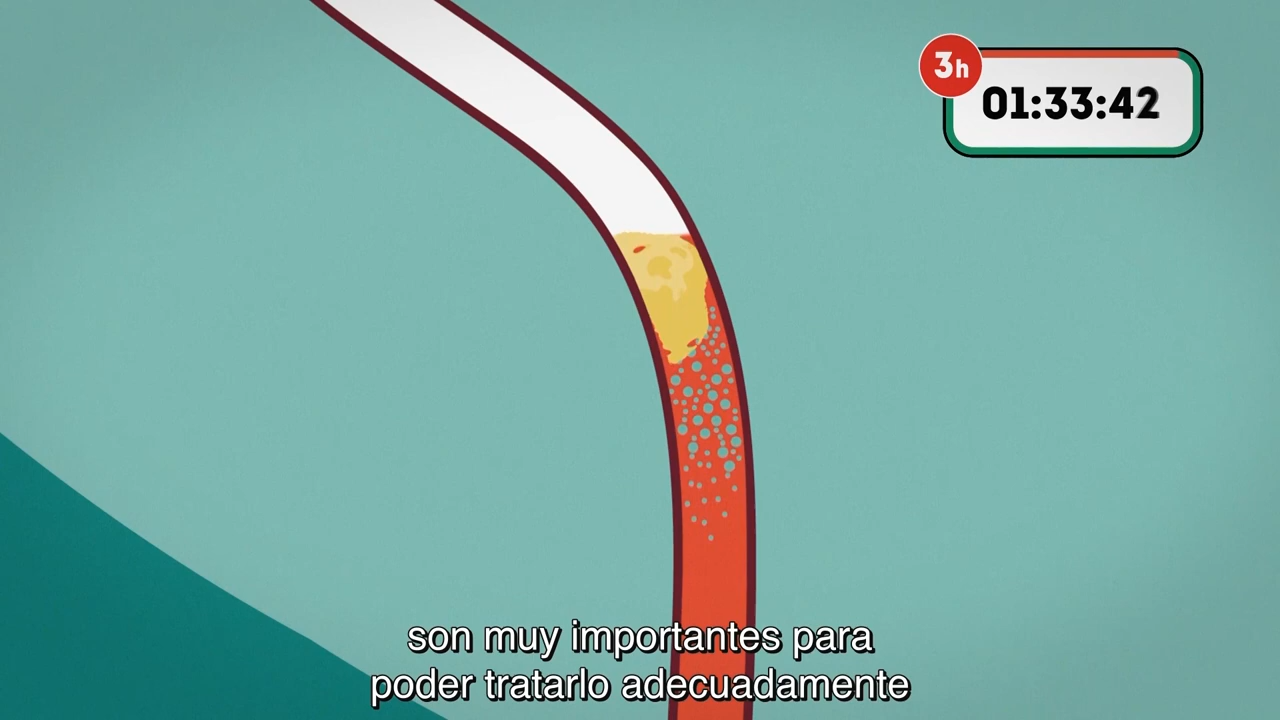 3h
01:33:42
son muy importantes para
poder tratarlo adecuadamente